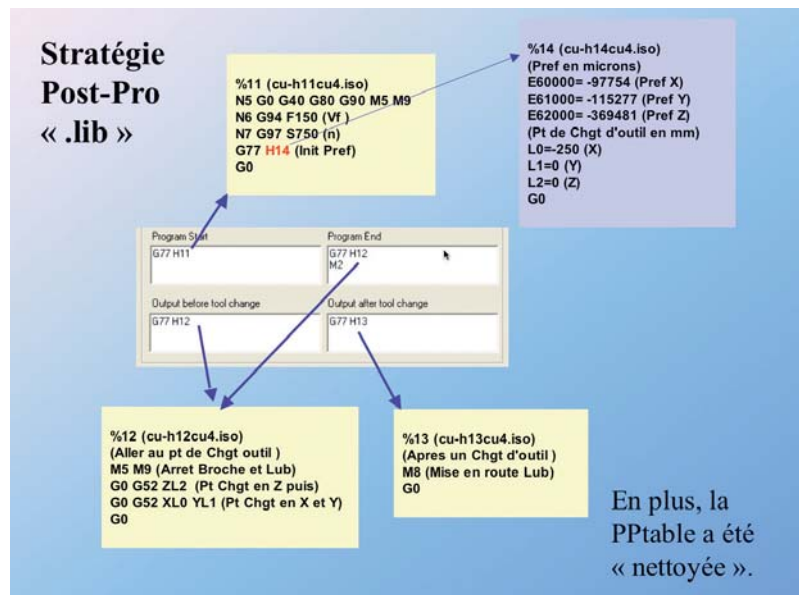 Stratégie
Post-Pro
« .lib »
%11 (cu-h11cu4.iso)
N5 G0 G40 G80 G90 M5 M9
N6 G94 F150 (Vf )
N7 G97 S750 (n)
G77 H14 (Init Pref)
G0
%14 (cu-h14cu4.iso)
(Pref en microns)
E60000= -97754 (Pref X)
E61000= -115277 (Pref Y)
E62000= -369481 (Pref Z)
(Pt de Chgt d'outil en mm)
L0=-250 (X)
L1=0 (Y)
L2=0 (Z)
G0
Program Start
G77 H11
Program End
G77 H12
M2
Output before tool change
G77 H12
Output after tool change
G77 H13
%12 (cu-h12cu4.iso)
(Aller au pt de Chgt outil )
M5 M9 (Arret Broche et Lub)
G0 G52 ZL2 (Pt Chgt en Z puis)
G0 G52 XL0 YL1 (Pt Chgt en X et Y)
G0
%13 (cu-h13cu4.iso)
(Apres un Chgt d'outil )
M8 (Mise en route Lub)
G0
En plus, la
PPtable a été
« nettoyée ».